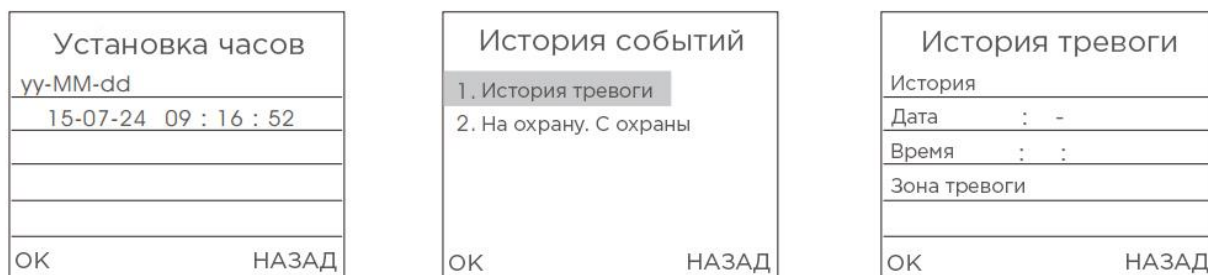 Установка часов
yy-MM-dd
15-07-24 09 : 16 : 52
OK НАЗАД
История событий
1. История тревоги
2. На охрану. С охраны
OK НАЗАД
История тревоги
История
Дата : -
Время : :
Зона тревоги
OK НАЗАД